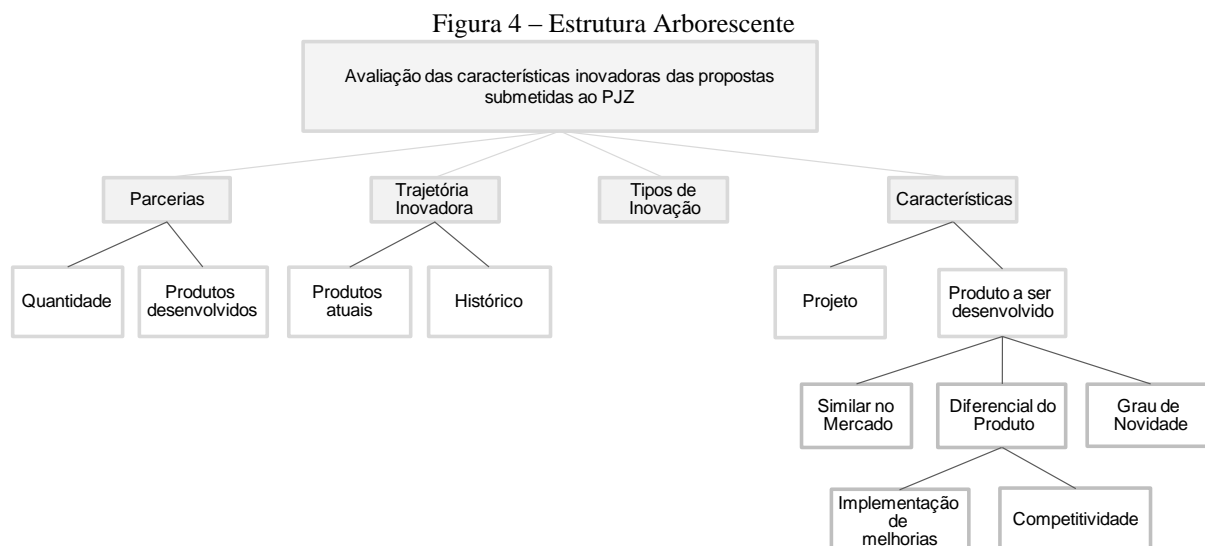 Figura 4 – Estrutura Arborescente
Avaliação das características inovadoras das propostas
submetidas ao PJZ
Parcerias
Trajetória
Inovadora
Tipos de
Inovação
Características
Quantidade
Produtos
desenvolvidos
Produtos
atuais
Histórico
Projeto
Produto a ser
desenvolvido
Similar no
Mercado
Diferencial do
Produto
Grau de
Novidade
Implementação
de
melhorias
Competitividade